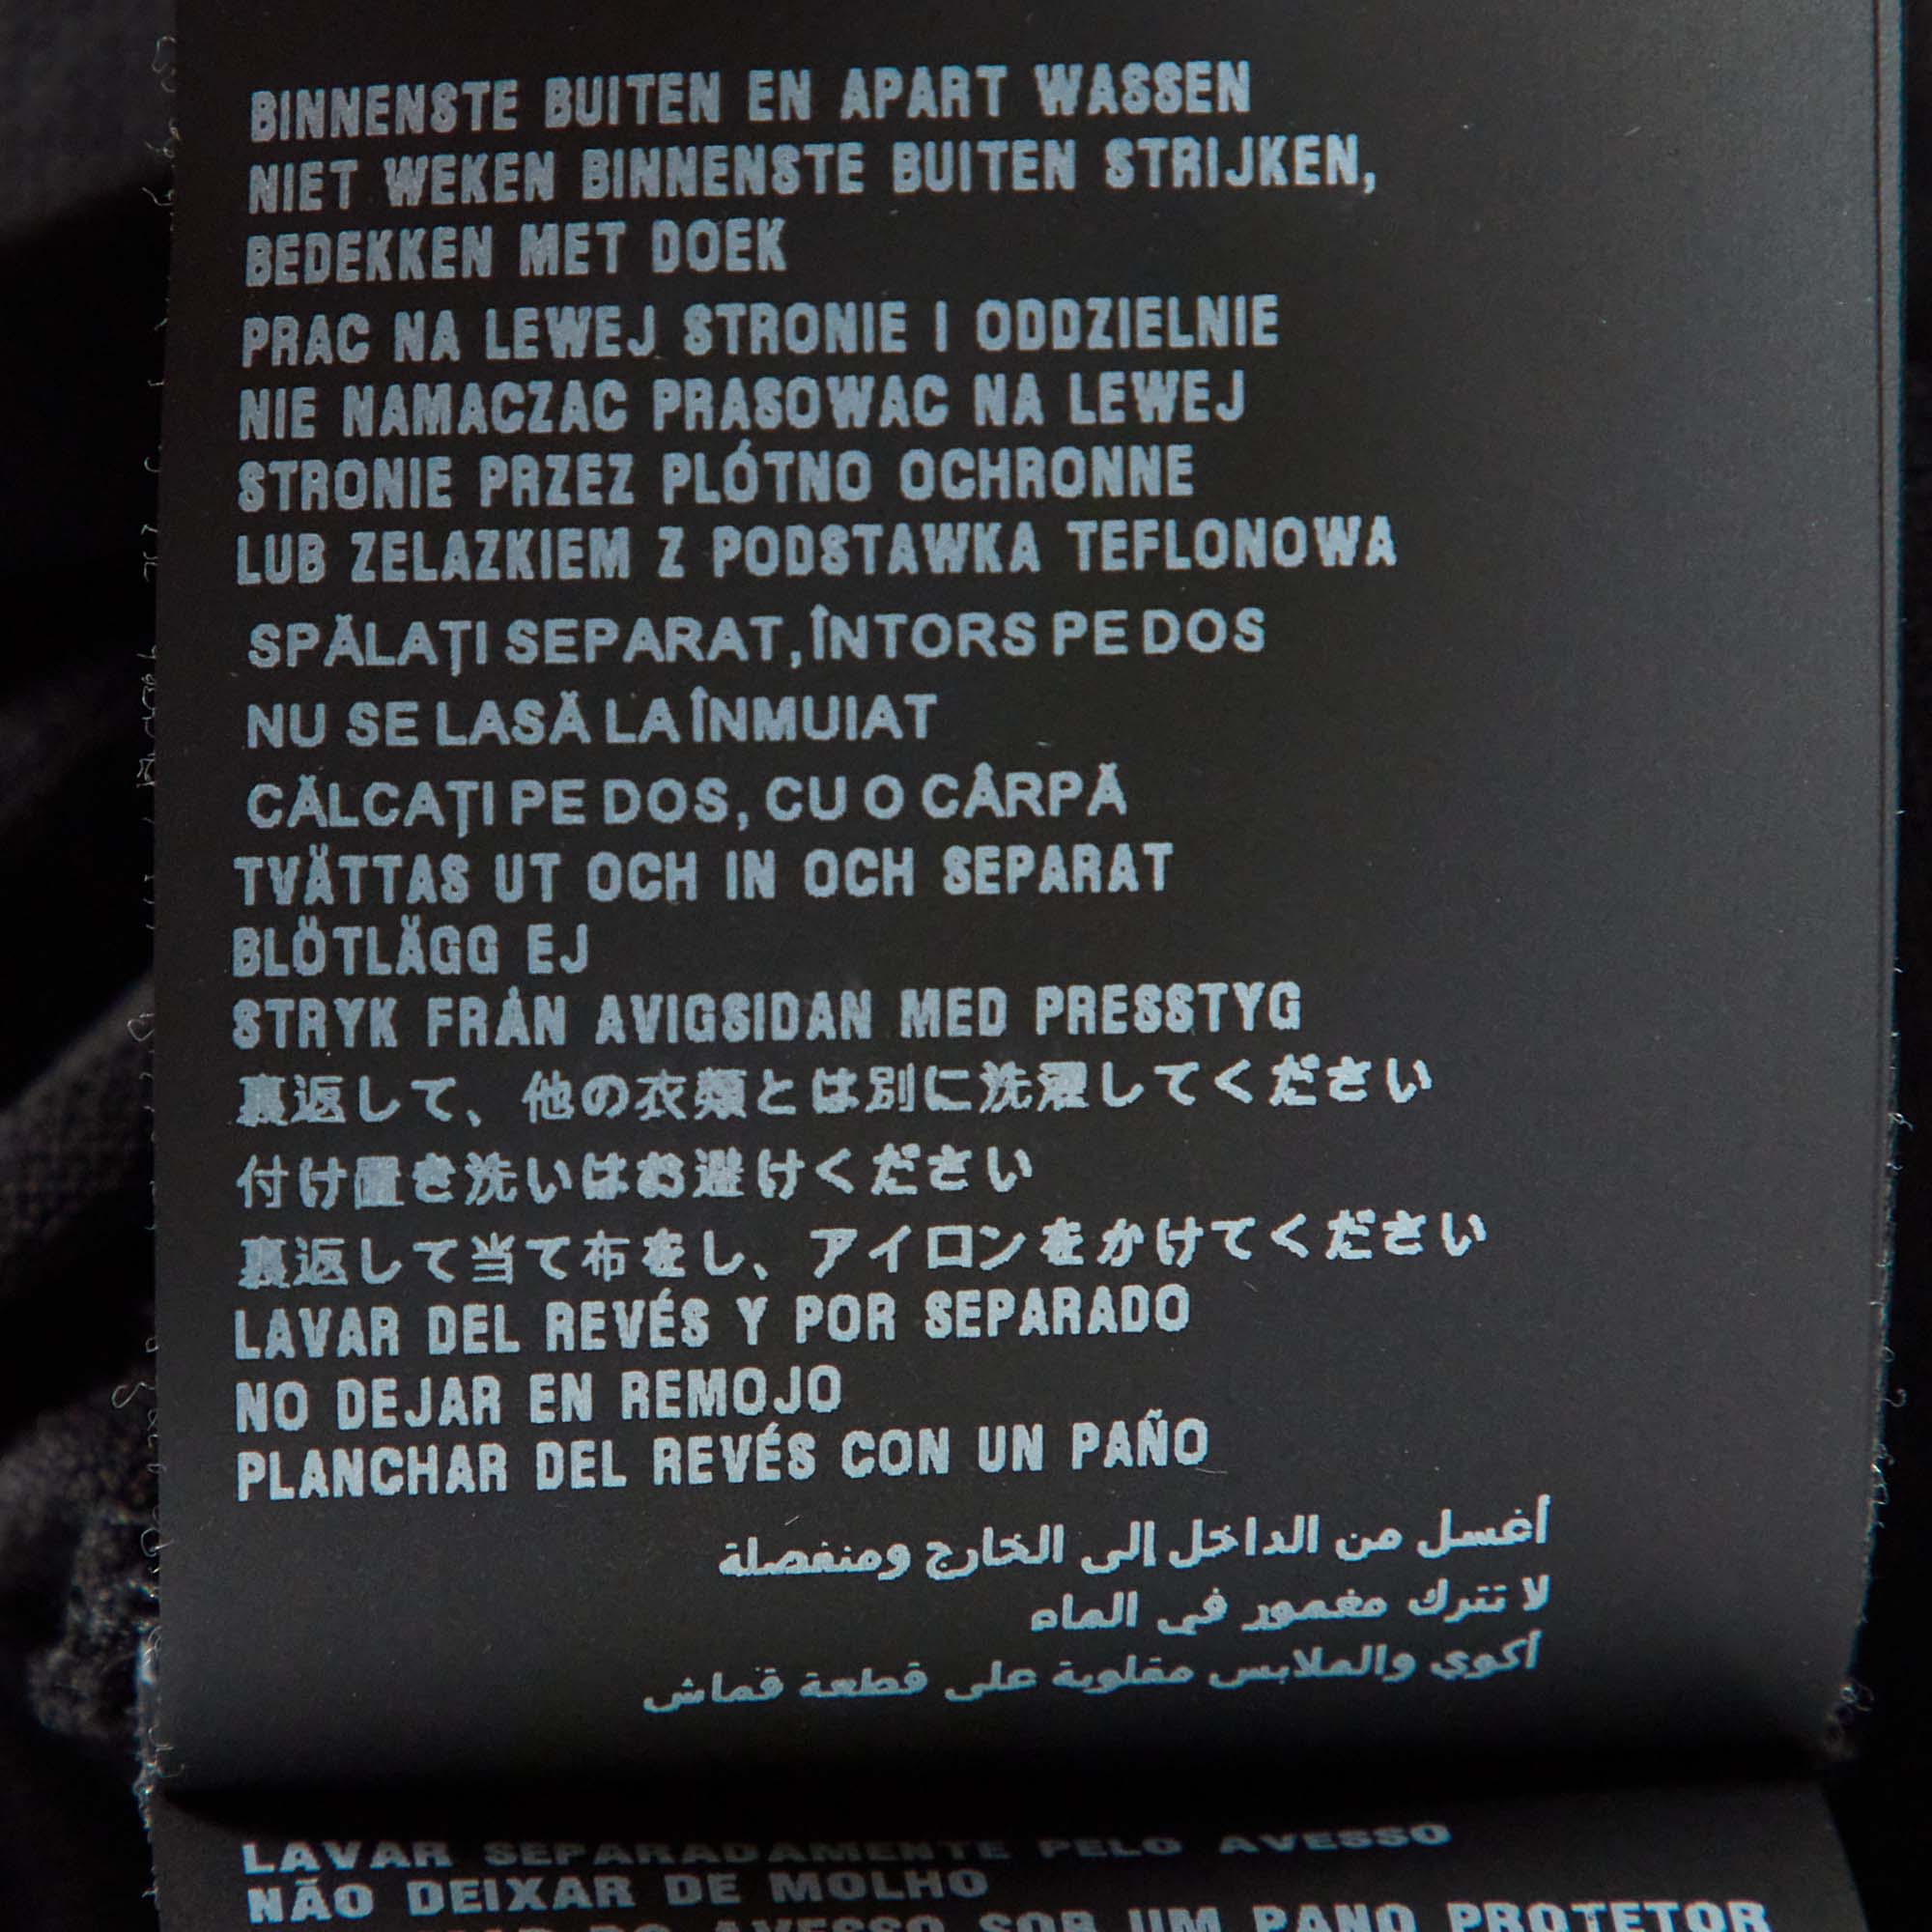 BINNENSTE BUITEN EN APART WASSEN
NIET WEKEN BINNENSTE BUITEN STRIJKEN,
BEDEKKEN MET DOEK
PRAC NA LEWEJ STRONIE I ODDZIELNIE
NIE NAMACZAC PRASOWAC NA LEWEJ
STRONIE PRZEZ PLÓTNO OCHRONNE
LUB ZELAZKIEM Z PODSTAWKA TEFLONOWA
SPĂLAŢI SEPARAT, ÎNTORS PE DOS
NU SE LASĂ LA ÎNMUIAT
CĂLCAŢI PE DOS, CU O CÂRPĂ
TVÄTTAS UT OCH IN OCH SEPARAT
BLÖTLÄGG EJ
STRYK FRÅN AVIGSIDAN MED PRESSTYG
裏返して、他の衣類とは別に洗濯してください
付け置き洗いはお避けください
裏返して当て布をし、アイロンをかけてください
LAVAR DEL REVÉS Y POR SEPARADO
NO DEJAR EN REMOJO
PLANCHAR DEL REVÉS CON UN PAÑO
أغسل من الداخل إلى الخارج ومنفصلة
لا تترك مغمور في الماء
أكوي والملابس مقلوبة على قطعة قماش
LAVAR SEPARADAMENTE PELO AVESSO
NÃO DEIXAR DE MOLHO
AVESSO SOB UM PANO PROTETOR